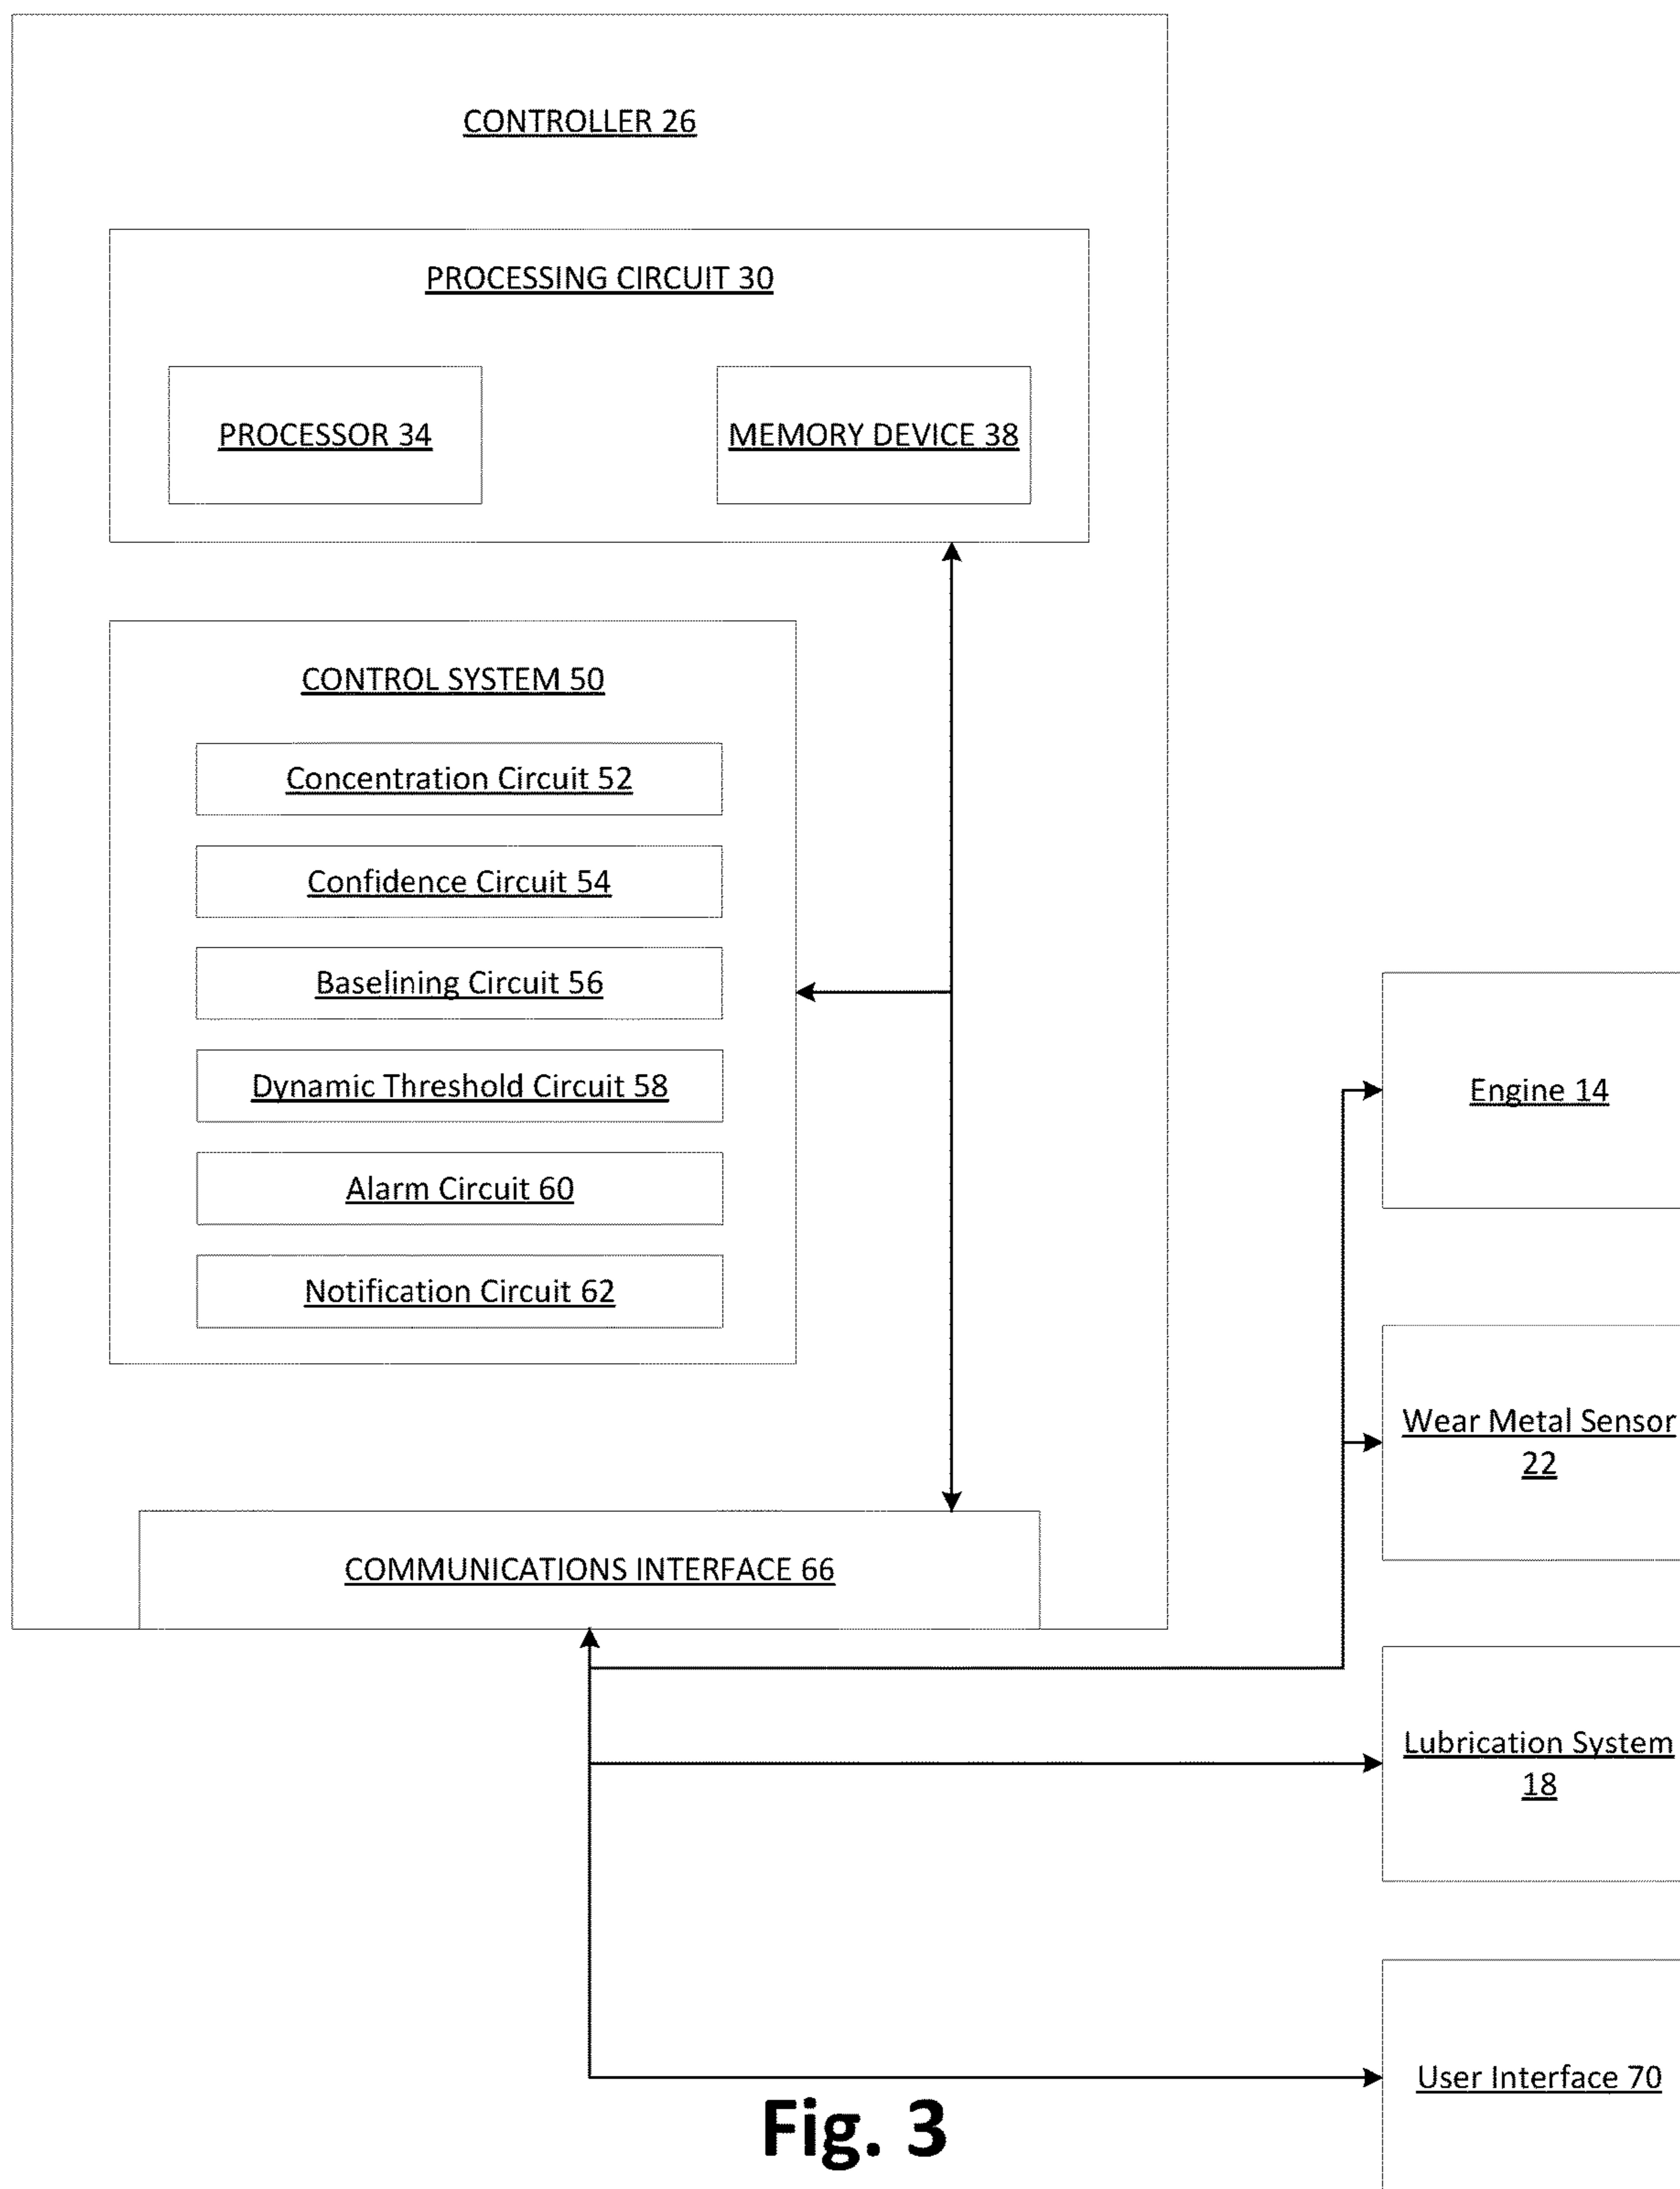 CONTROLLER 26
PROCESSING CIRCUIT 30
PROCESSOR 34
MEMORY DEVICE 38
CONTROL SYSTEM 50
Concentration Circuit 52
Confidence Circuit 54
Baselining Circuit 56
Dynamic Threshold Circuit 58
Alarm Circuit 60
Notification Circuit 62
COMMUNICATIONS INTERFACE 66
Engine 14
Wear Metal Sensor
22
Lubrication System
18
User Interface 70
Fig. 3